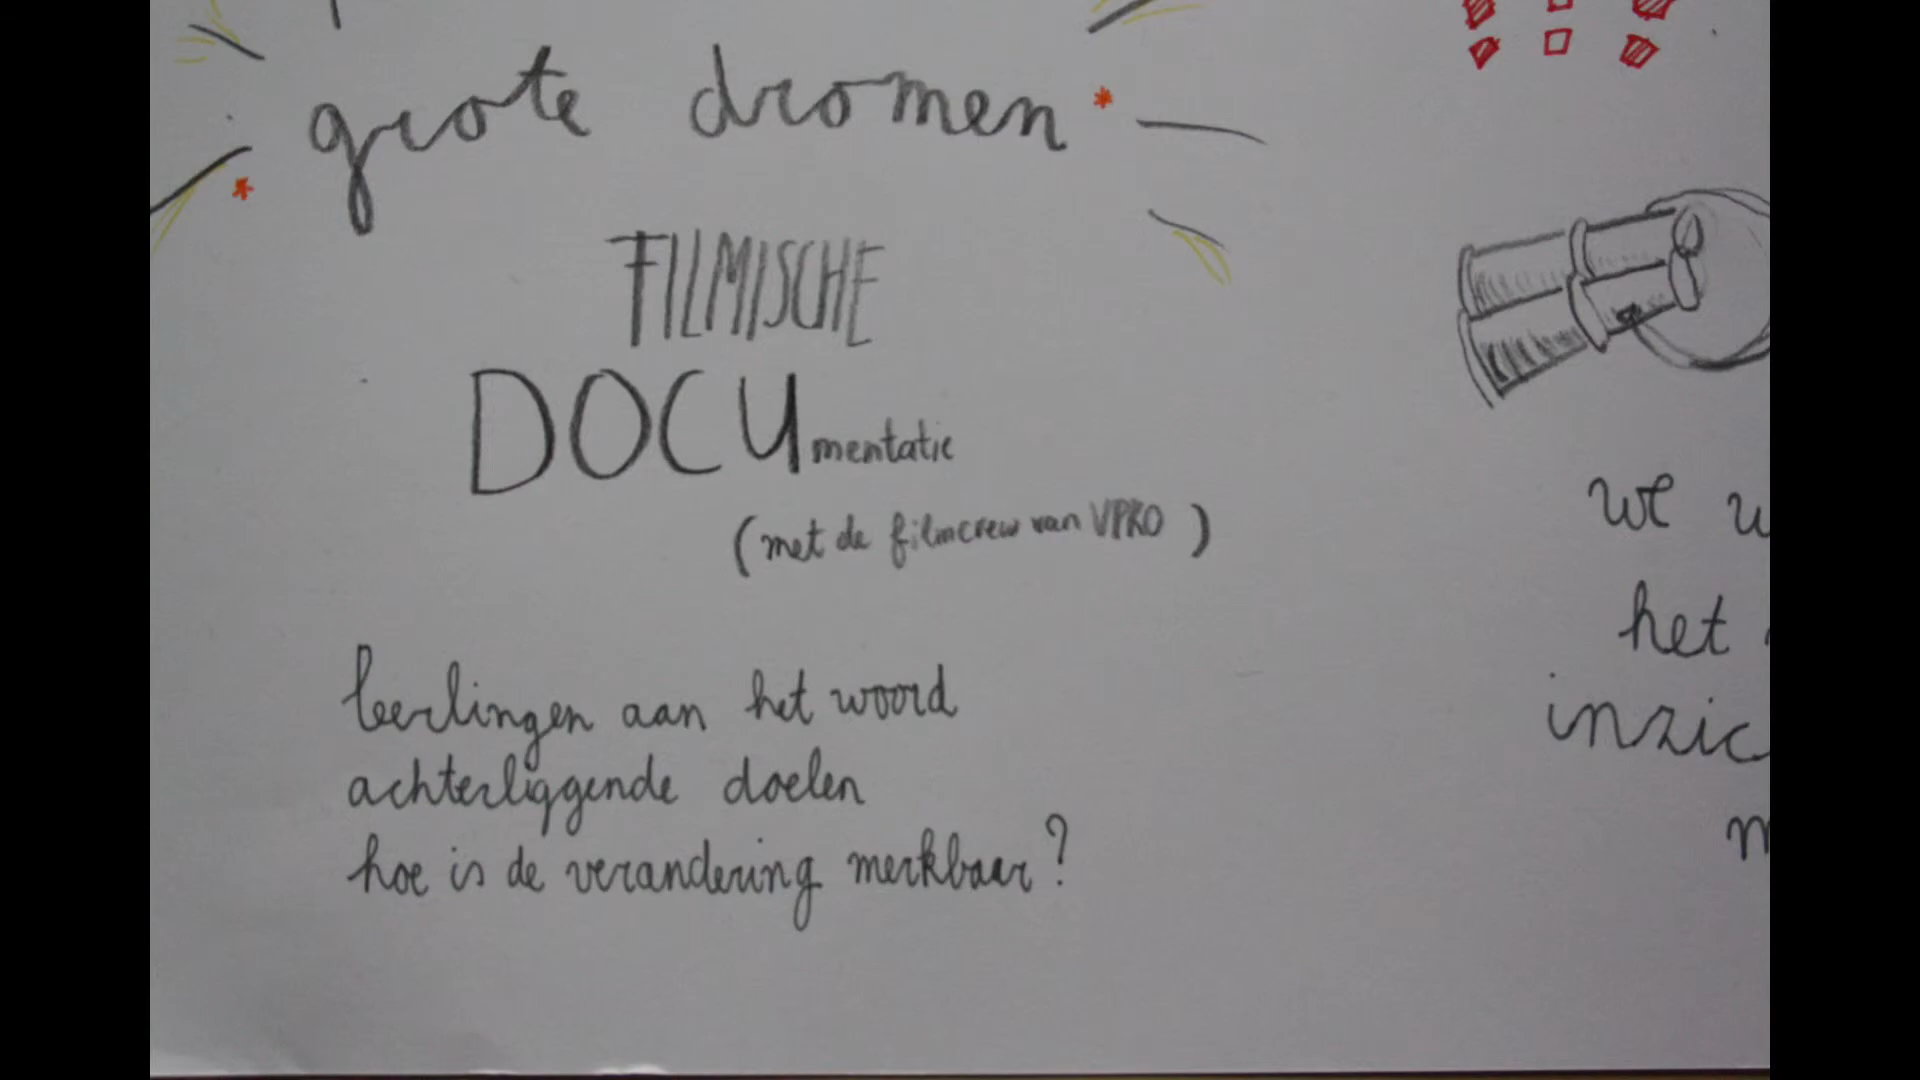 grote dromen
FILMISCHE
DOCUmentatie
(met de filmcrew van VPRO)
leerlingen aan het woord
achterliggende doelen
hoe is de verandering merkbaar?
we
het